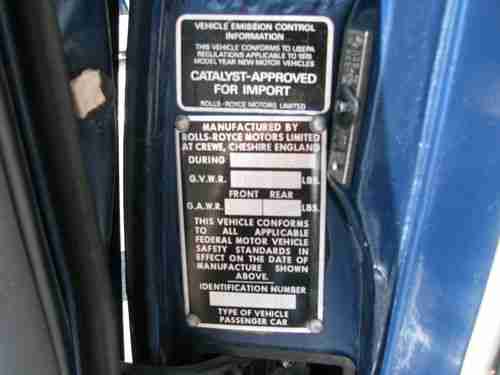 VEHICLE EMISSION CONTROL
INFORMATION
THIS VEHICLE CONFORMS TO USEPA
REGULATIONS APPLICABLE TO 1978
MODEL YEAR NEW MOTOR VEHICLES
CATALYST-APPROVED
FOR IMPORT
ROLLS-ROYCE MOTORS LIMITED
MANUFACTURED BY
ROLLS-ROYCE MOTORS LIMITED
AT CREWE, CHESHIRE ENGLAND
DURING
G.V.W.R. LBS.
FRONT REAR
G.A.W.R. LBS.
THIS VEHICLE CONFORMS
TO ALL APPLICABLE
FEDERAL MOTOR VEHICLE
SAFETY STANDARDS IN
EFFECT ON THE DATE OF
MANUFACTURE SHOWN
ABOVE.
IDENTIFICATION NUMBER
TYPE OF VEHICLE
PASSENGER CAR